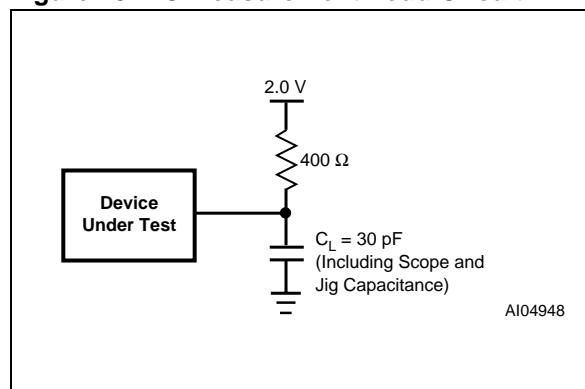 2.0 V
400 Ω
Device
Under Test
C_L = 30 pF
(Including Scope and
Jig Capacitance)
AI04948